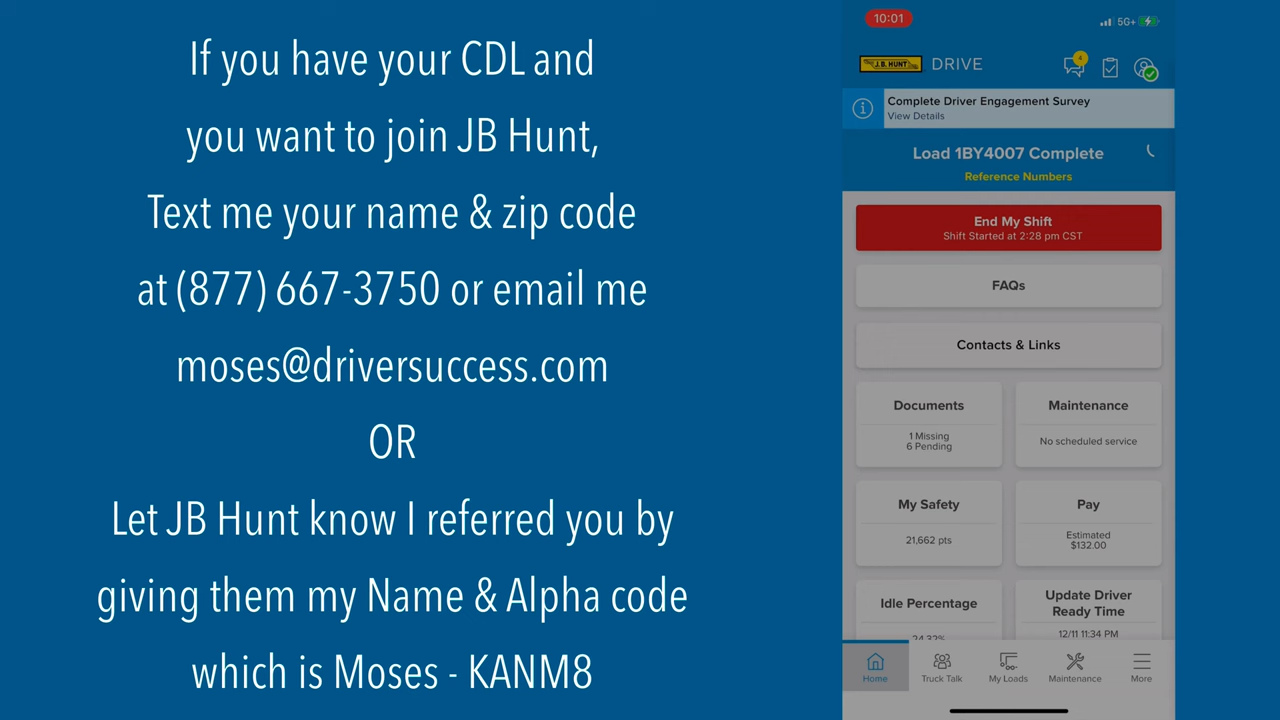 If you have your CDL and
you want to join JB Hunt,
Text me your name & zip code
at (877) 667-3750 or email me
moses@driversuccess.com
OR
Let JB Hunt know I referred you by
giving them my Name & Alpha code
which is Moses - KANM8
10:01
5G+
J.B. HUNT DRIVE
4
Complete Driver Engagement Survey
View Details
Load 1BY4007 Complete
Reference Numbers
End My Shift
Shift Started at 2:28 pm CST
FAQs
Contacts & Links
Documents
1 Missing
6 Pending
Maintenance
No scheduled service
My Safety
21,662 pts
Pay
Estimated
$132.00
Idle Percentage
24.32%
Update Driver
Ready Time
12/11 11:34 PM
Home
Truck Talk
My Loads
Maintenance
More